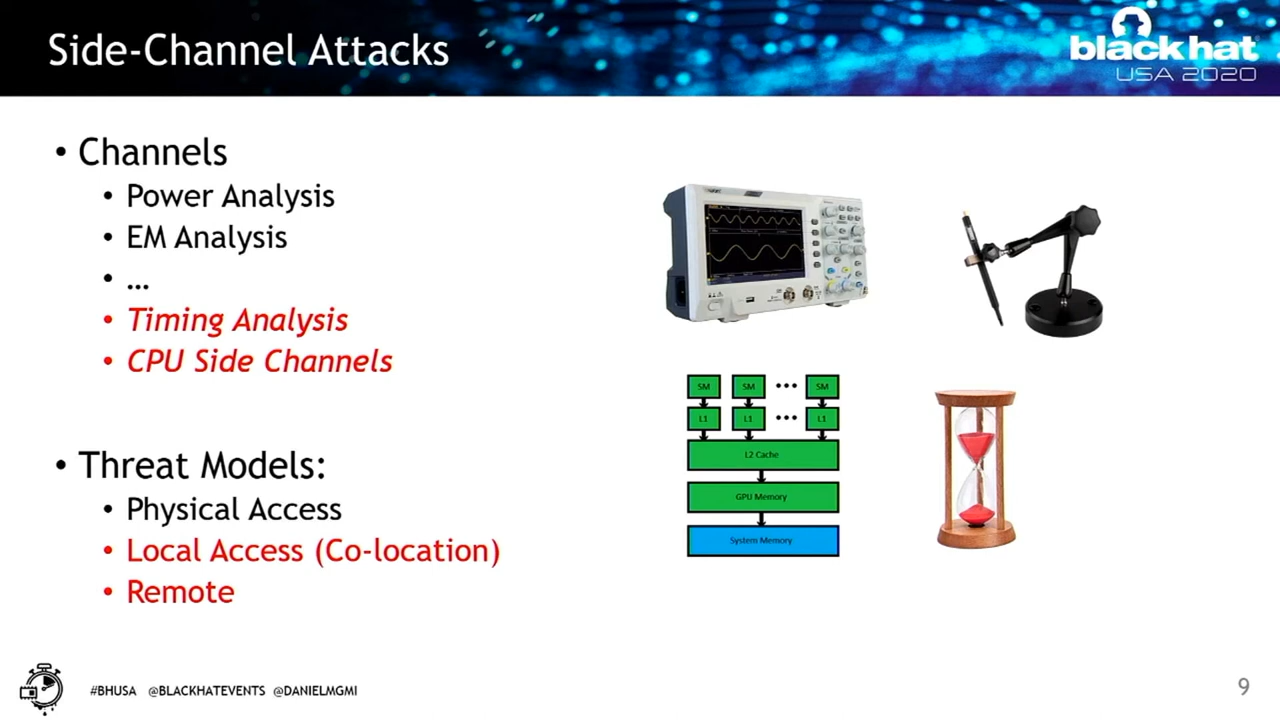 Side-Channel Attacks
black hat
USA 2020
• Channels
• Power Analysis
• EM Analysis
• ...
• Timing Analysis
• CPU Side Channels
• Threat Models:
• Physical Access
• Local Access (Co-location)
• Remote
SM SM ••• SM
L1 L1 ••• L1
L2 Cache
GPU Memory
System Memory
#BHUSA @BLACKHATEVENTS @DANIELMGMI
9